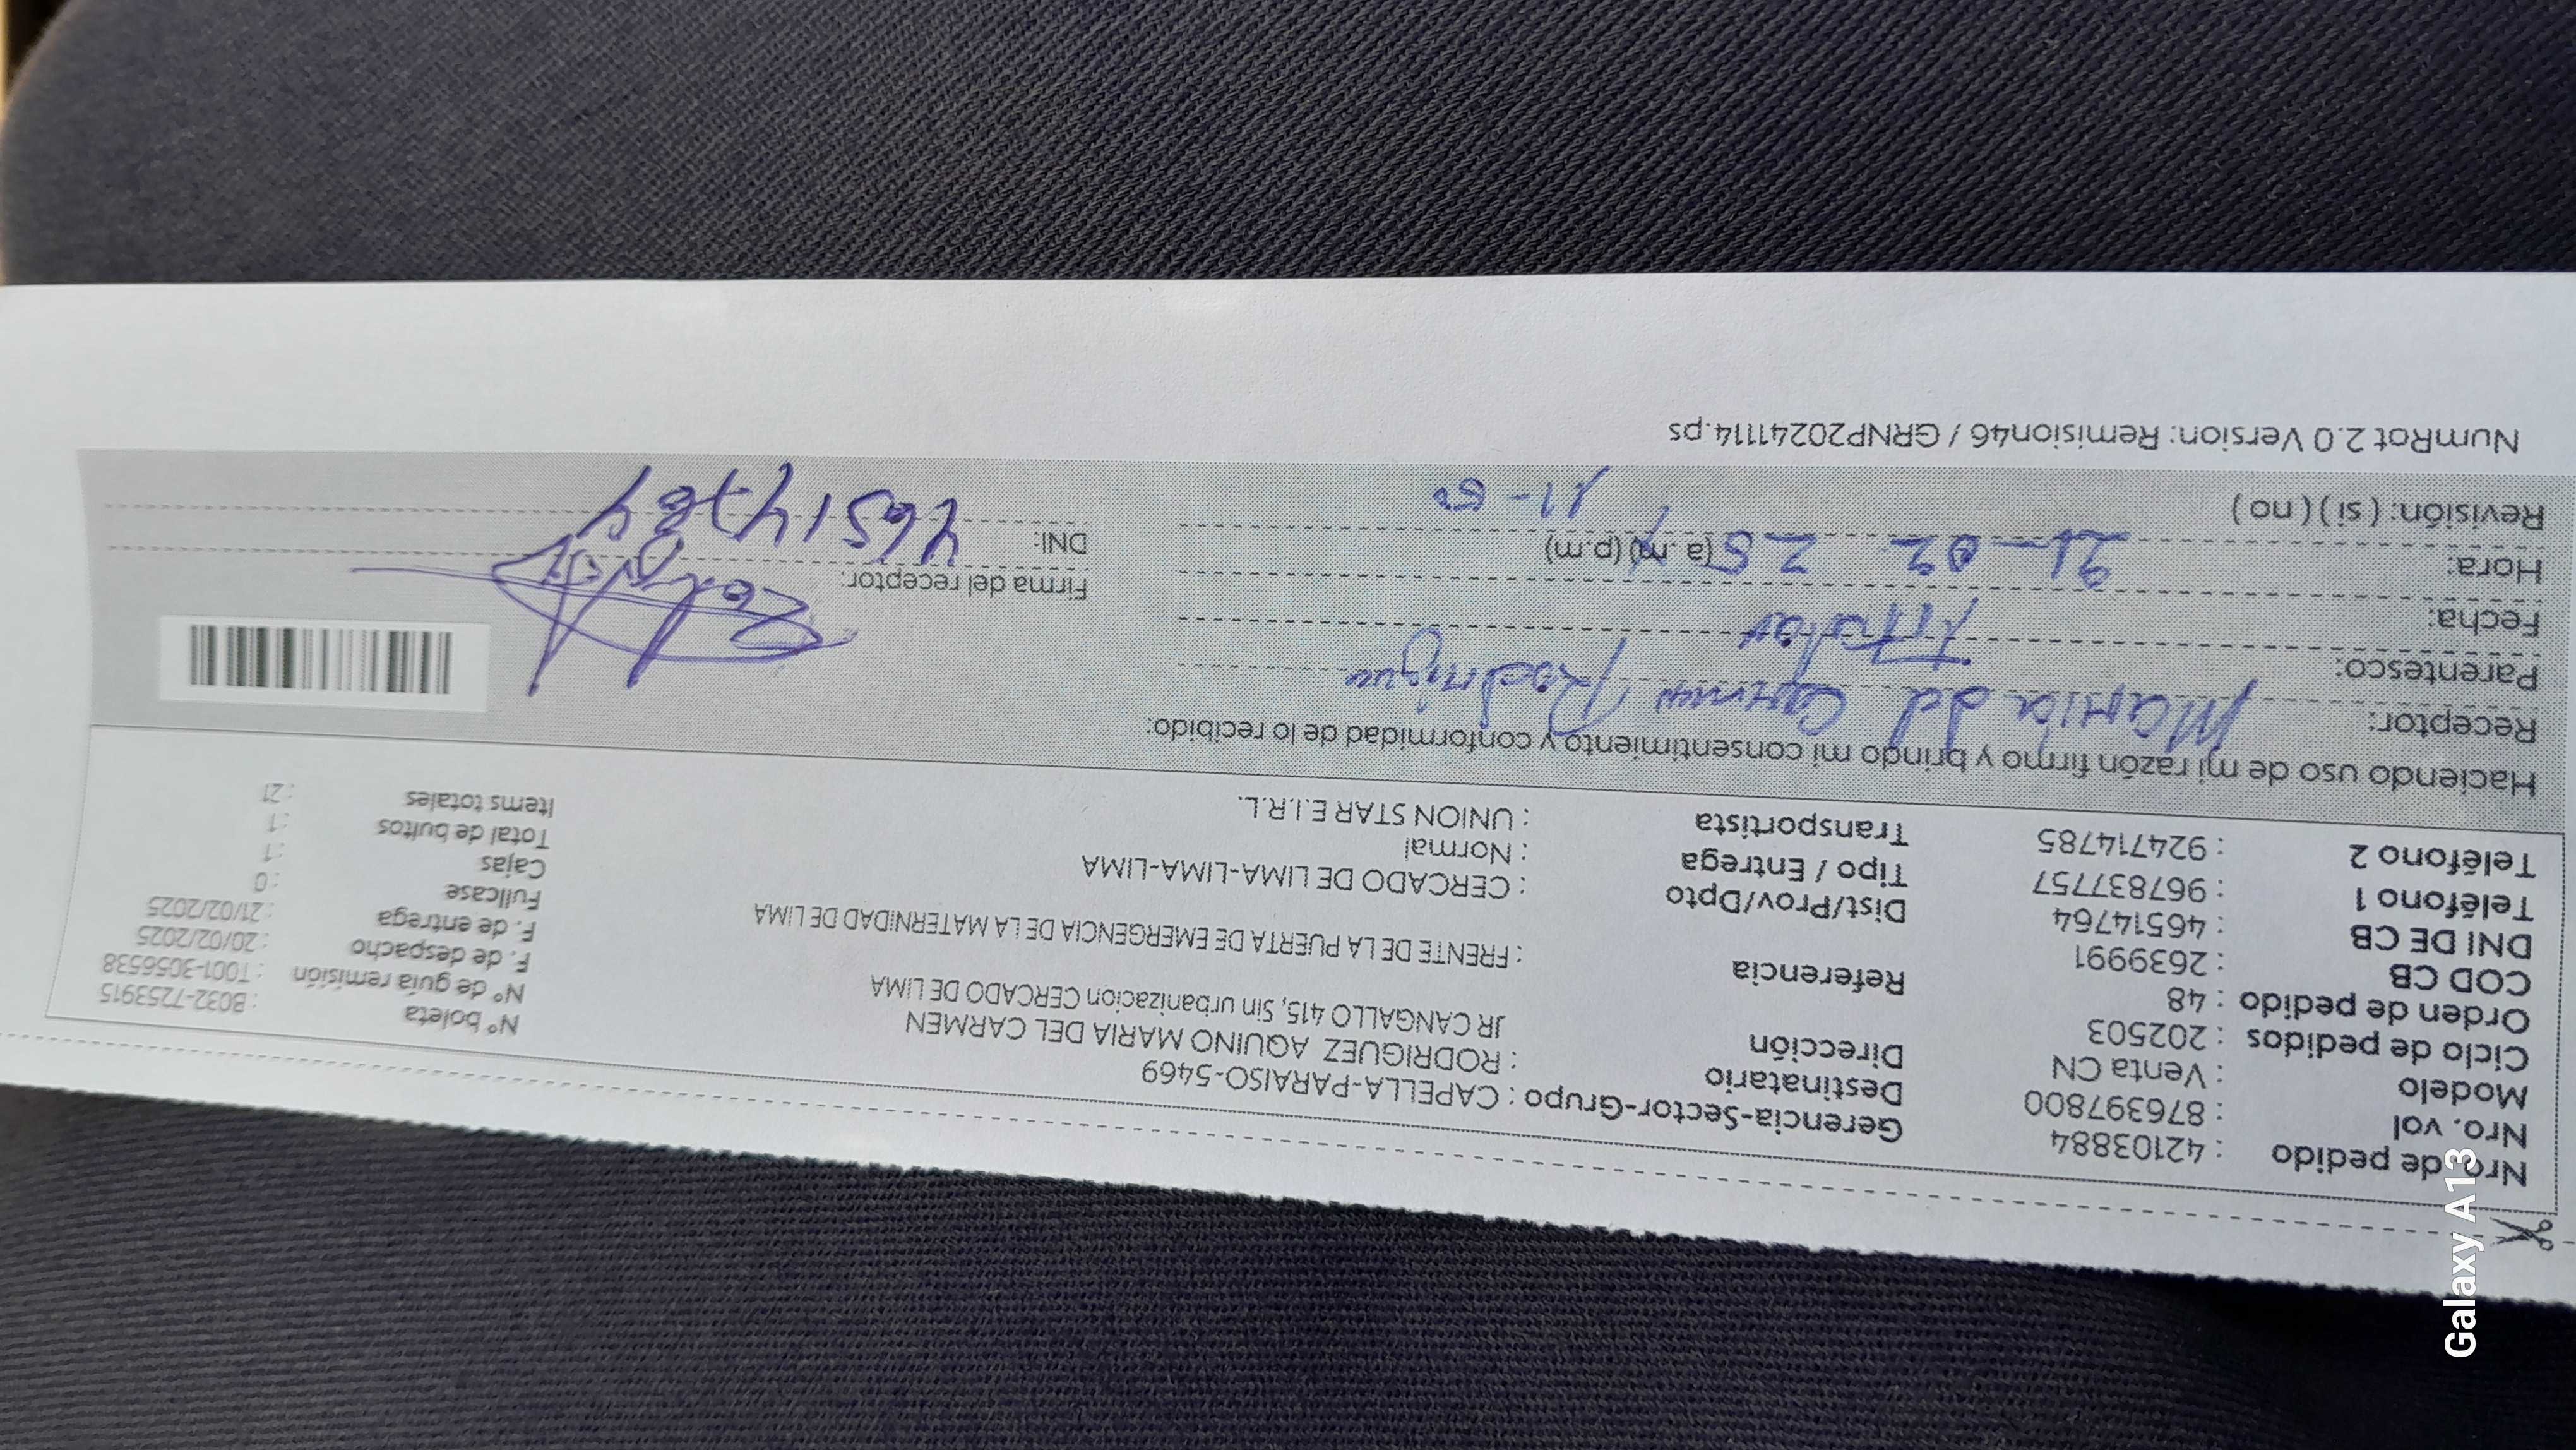 Nro. de pedido : 42103884 Gerencia-Sector-Grupo : CAPELLA-PARAISO-5469 N° boleta : B032-7253915
Nro. vol : 876397800 Destinatario : RODRIGUEZ AQUINO MARIA DEL CARMEN N° de guía remisión : T001-3056538
Modelo : Venta CN Dirección JR CANGALLO 415, Sin urbanización CERCADO DE LIMA F. de despacho : 20/02/2025
Ciclo de pedidos : 202503 F. de entrega : 21/02/2025
Orden de pedido : 48 Referencia : FRENTE DE LA PUERTA DE EMERGENCIA DE LA MATERNIDAD DE LIMA Fullcase : 0
COD CB : 2639991 Cajas : 1
DNI DE CB : 46514764 Dist/Prov/Dpto : CERCADO DE LIMA-LIMA-LIMA Total de bultos : 1
Teléfono 1 : 967837757 Tipo / Entrega : Normal Items totales : 21
Teléfono 2 : 924714785 Transportista : UNION STAR E.I.R.L.
Haciendo uso de mi razón firmo y brindo mi consentimiento y conformidad de lo recibido:
Receptor: Maria del Carmen Rodrigue
Parentesco: Titular
Fecha: 21-02 25 Firma del receptor:
Hora: (a.m) (p.m) 11-50 DNI: 46514764
Revisión: ( si ) ( no )
NumRot 2.0 Version: Remision46 / GRNP20241114.ps
Galaxy A13